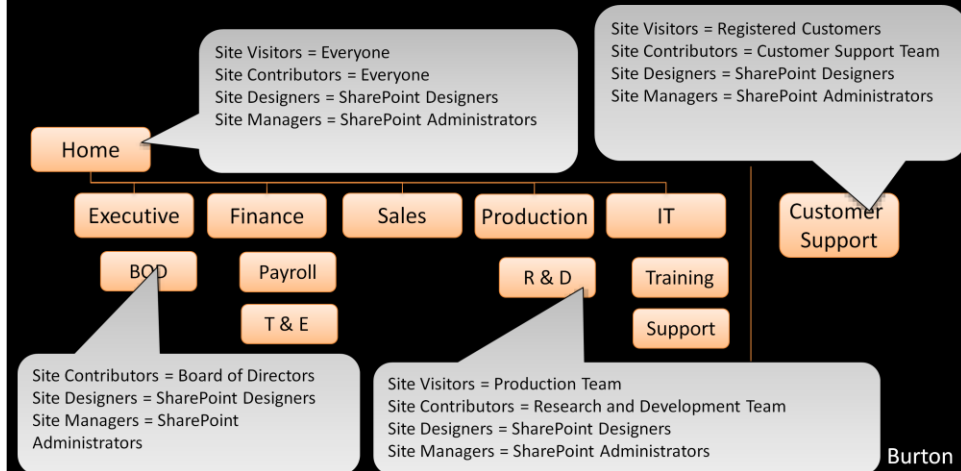 Site Visitors = Everyone
Site Contributors = Everyone
Site Designers = SharePoint Designers
Site Managers = SharePoint Administrators
Site Visitors = Registered Customers
Site Contributors = Customer Support Team
Site Designers = SharePoint Designers
Site Managers = SharePoint Administrators
Home
Executive
Finance
Sales
Production
IT
Customer
Support
BOD
Payroll
R & D
Training
T & E
Support
Site Contributors = Board of Directors
Site Designers = SharePoint Designers
Site Managers = SharePoint
Administrators
Site Visitors = Production Team
Site Contributors = Research and Development Team
Site Designers = SharePoint Designers
Site Managers = SharePoint Administrators
Burton